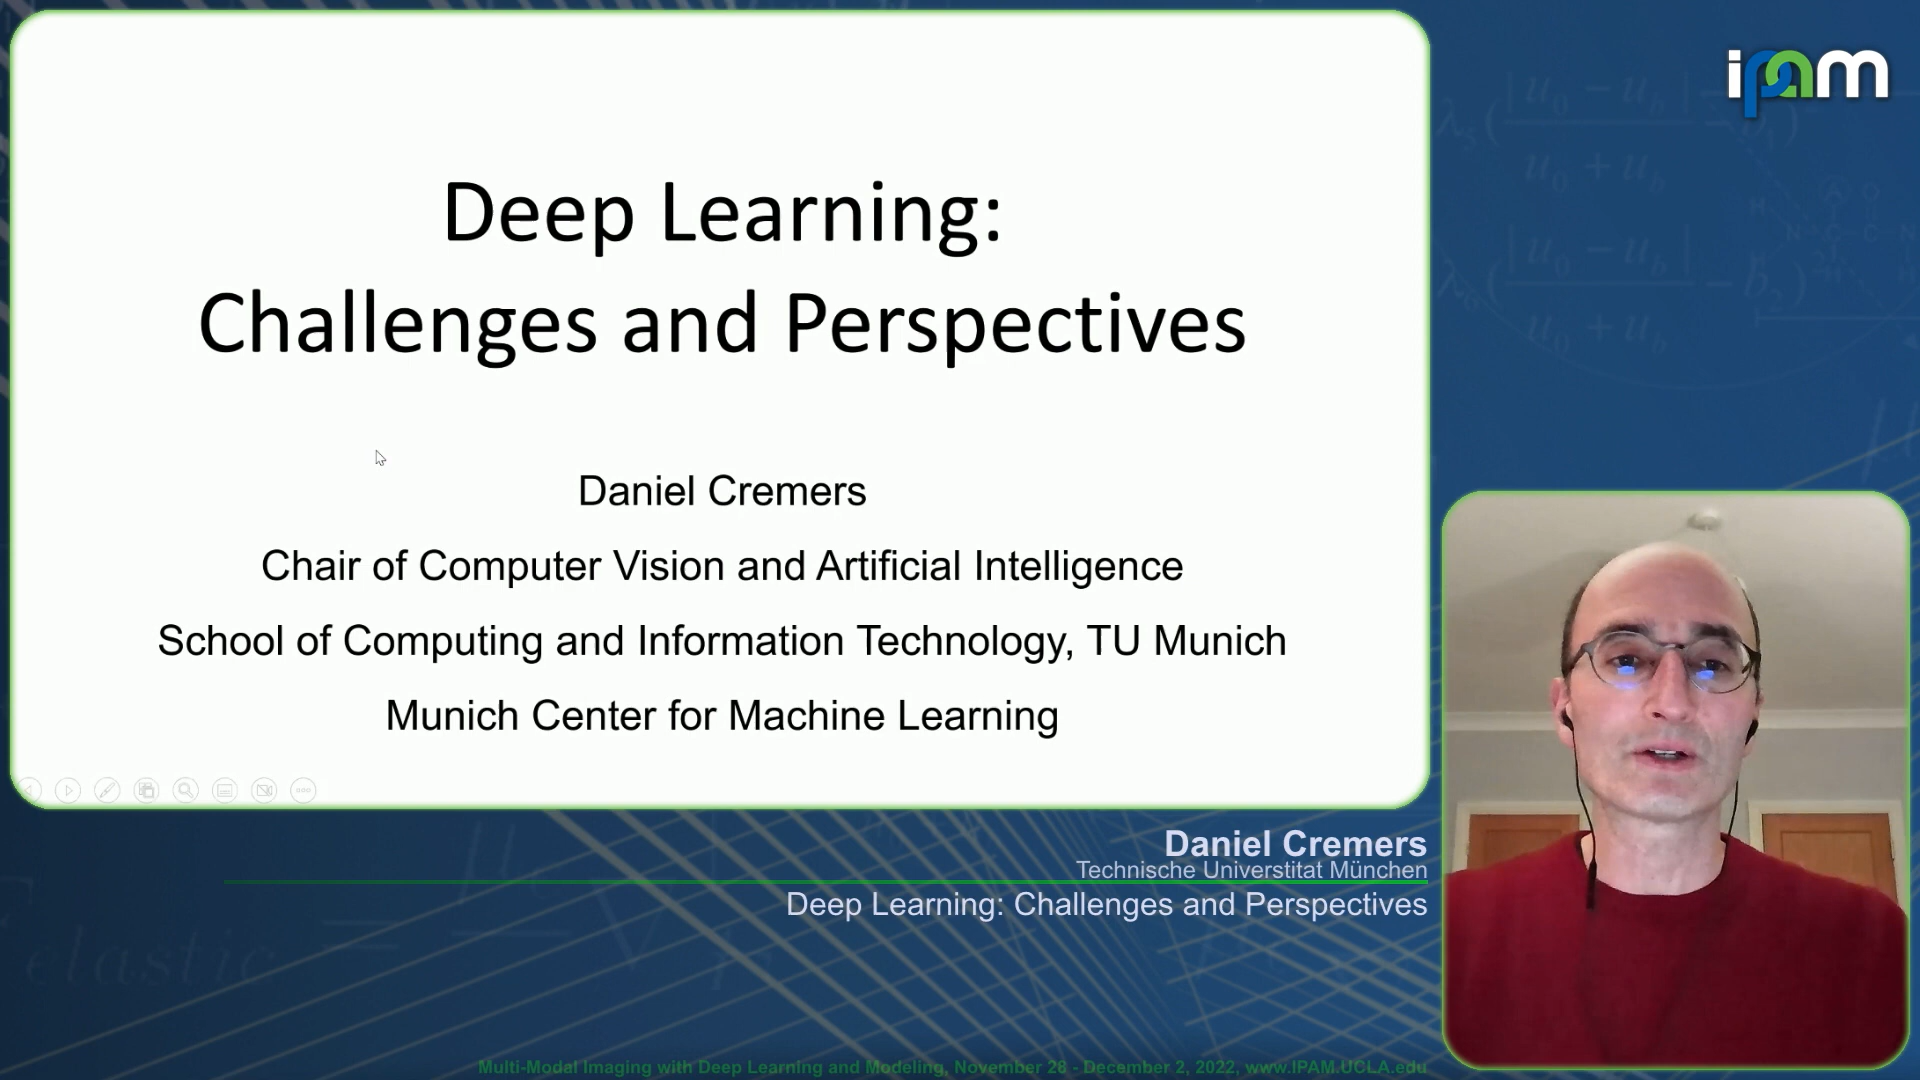 Deep Learning:
Challenges and Perspectives
Daniel Cremers
Chair of Computer Vision and Artificial Intelligence
School of Computing and Information Technology, TU Munich
Munich Center for Machine Learning
ipam
Daniel Cremers
Technische Universtitat München
Deep Learning: Challenges and Perspectives
elastic
Multi-Modal Imaging with Deep Learning and Modeling, November 28 - December 2, 2022, www.IPAM.UCLA.edu